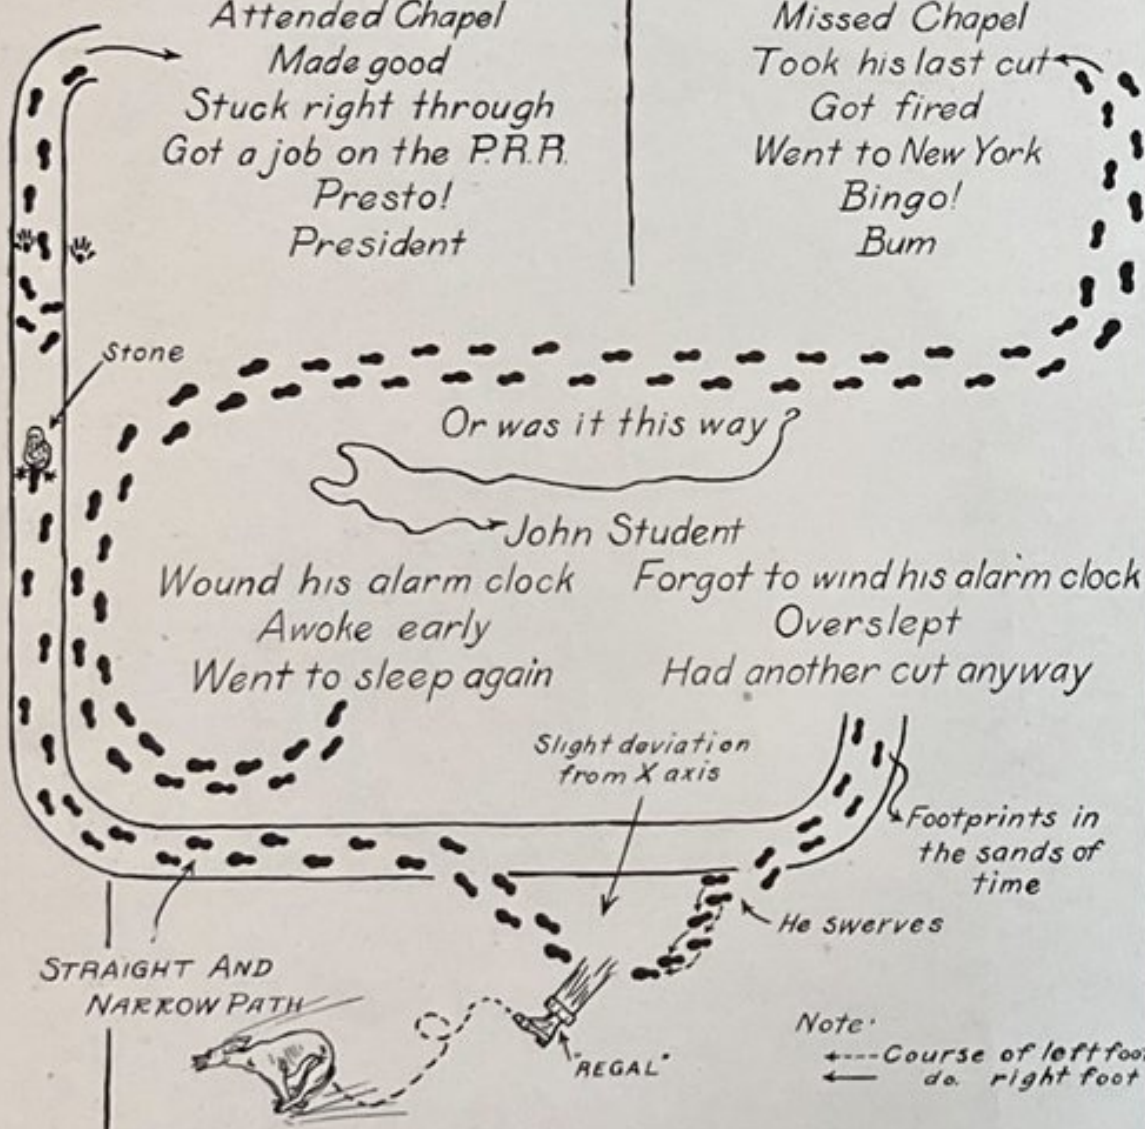 Attended Chapel
Made good
Stuck right through
Got a job on the P.R.R.
Presto!
President
Missed Chapel
Took his last cut
Got fired
Went to New York
Bingo!
Bum
Stone
Or was it this way?
John Student
Wound his alarm clock
Awoke early
Went to sleep again
Forgot to wind his alarm clock
Overslept
Had another cut anyway
Slight deviation
from X axis
Footprints in
the sands of
time
He swerves
STRAIGHT AND
NARROW PATH
"REGAL"
Note.
Course of left foot
do. right foot